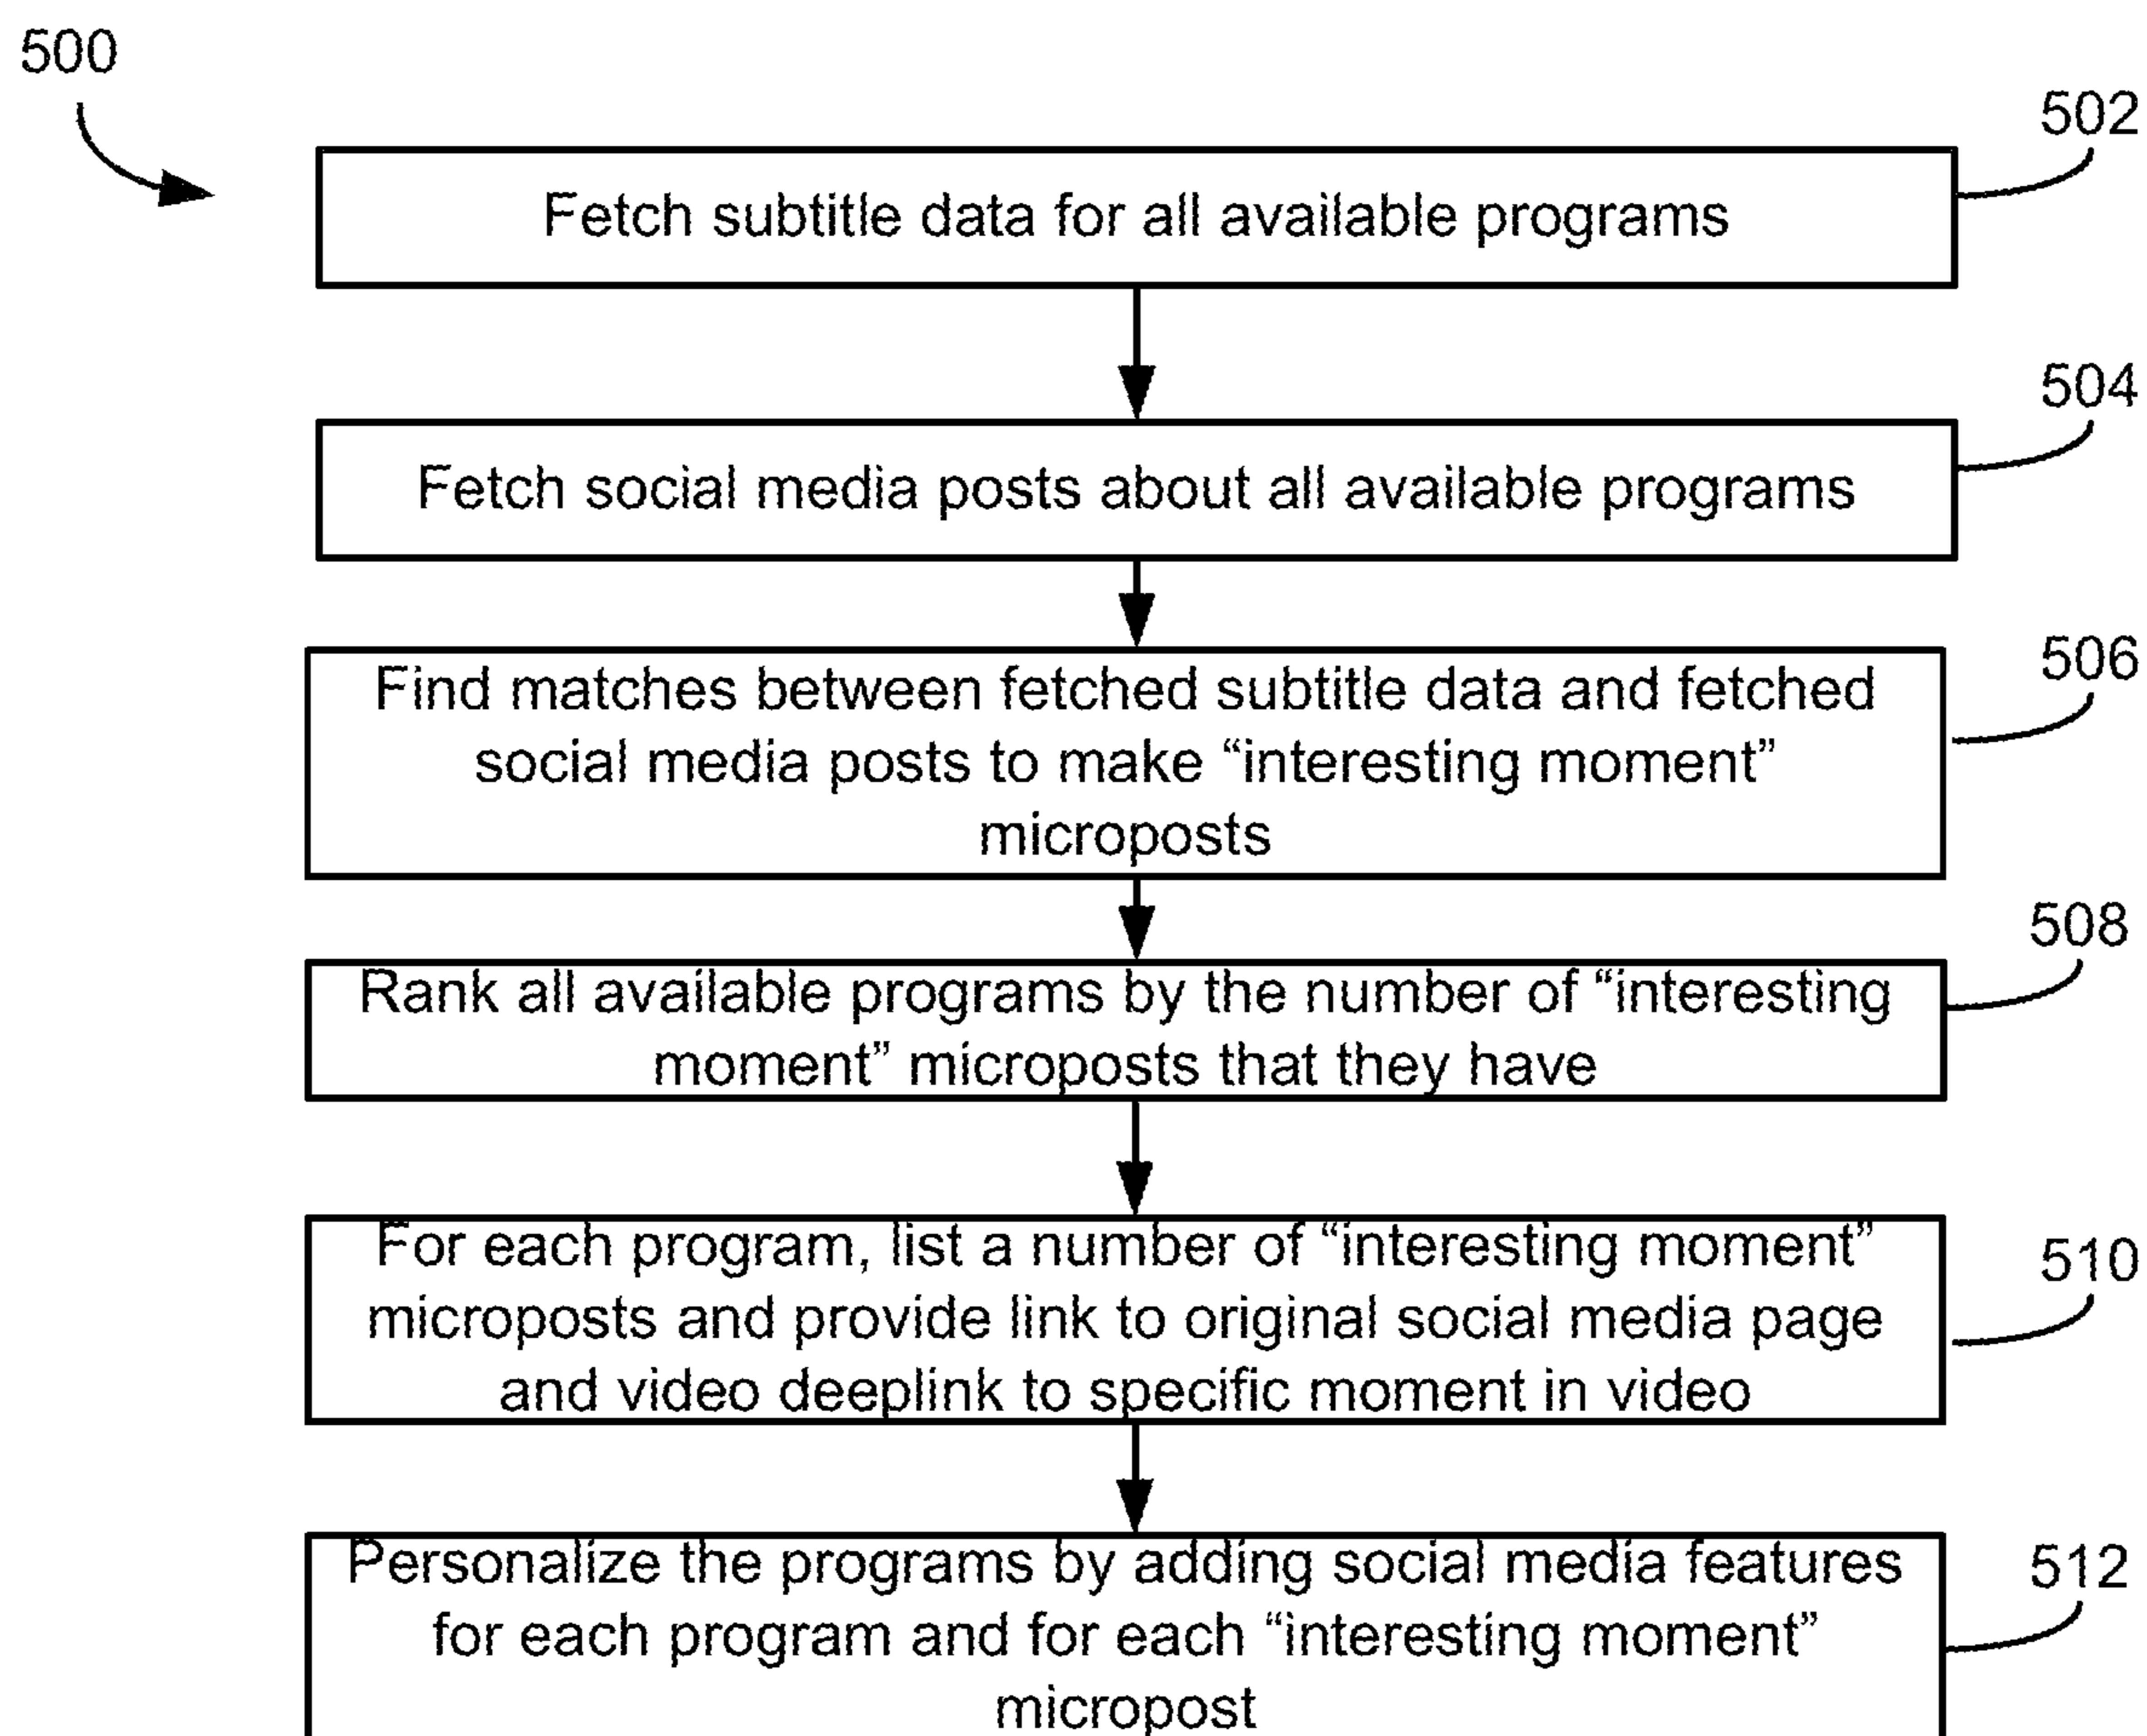 500
502
Fetch subtitle data for all available programs
504
Fetch social media posts about all available programs
506
Find matches between fetched subtitle data and fetched
social media posts to make “interesting moment”
microposts
508
Rank all available programs by the number of “interesting
moment” microposts that they have
510
For each program, list a number of “interesting moment”
microposts and provide link to original social media page
and video deeplink to specific moment in video
512
Personalize the programs by adding social media features
for each program and for each “interesting moment”
micropost